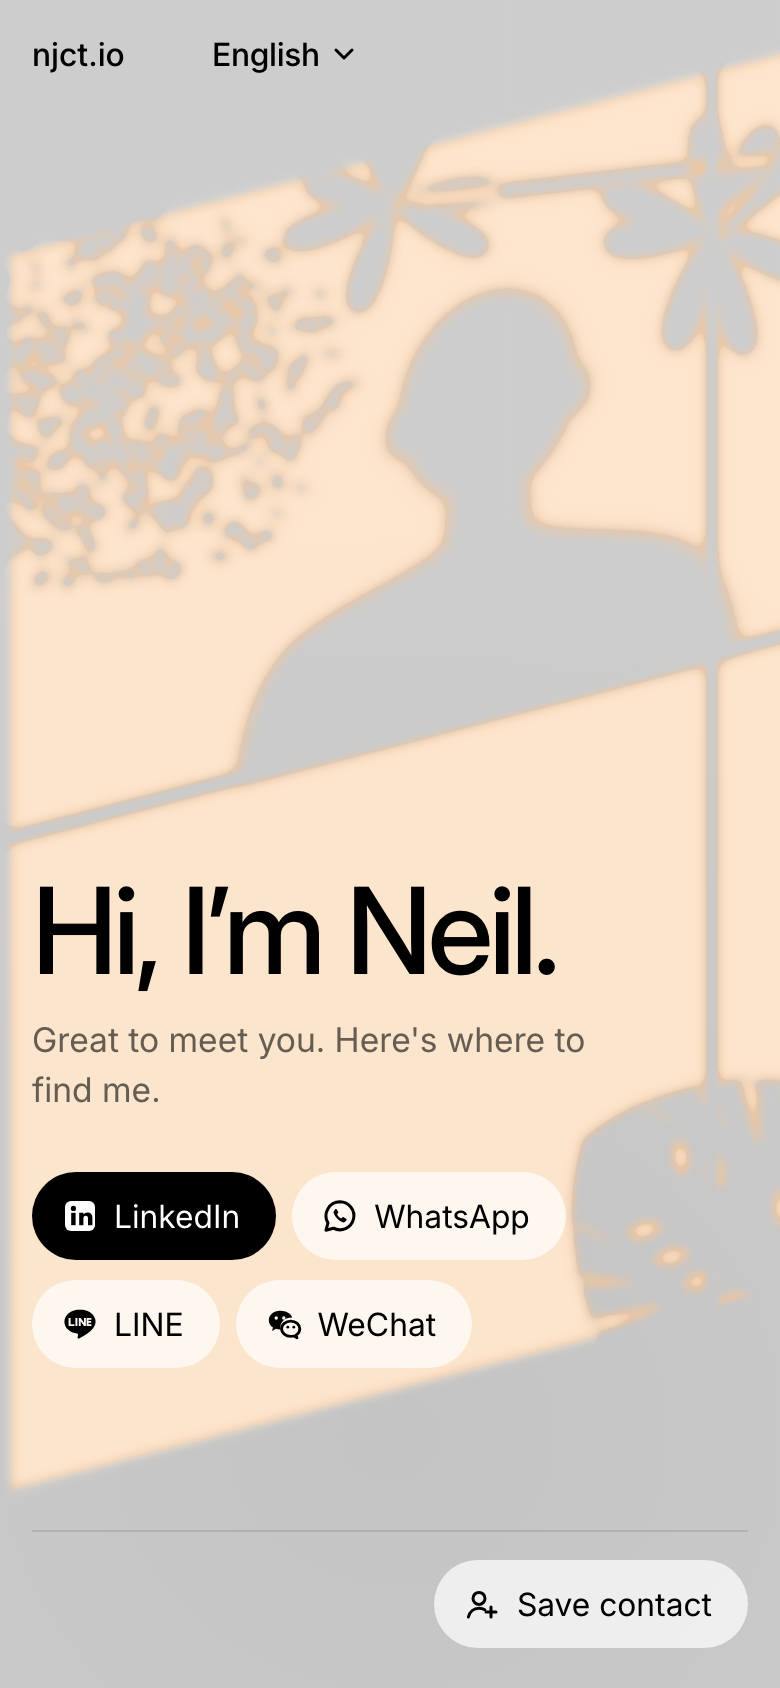 njct.io English
Hi, I’m Neil.
Great to meet you. Here's where to
find me.
LinkedIn WhatsApp
LINE LINE WeChat
Save contact